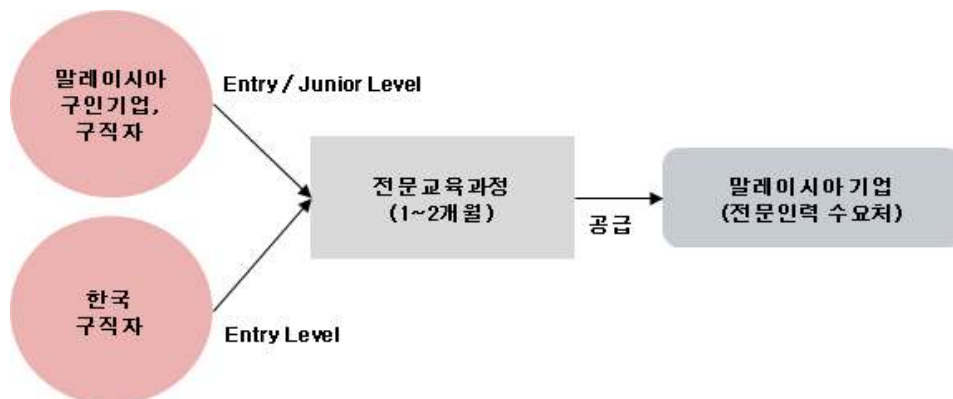 말레이시아
구인기업,
구직자
Entry / Junior Level
전문교육과정
(1~2개월)
공급
말레이시아 기업
(전문인력 수요처)
한국
구직자
Entry Level